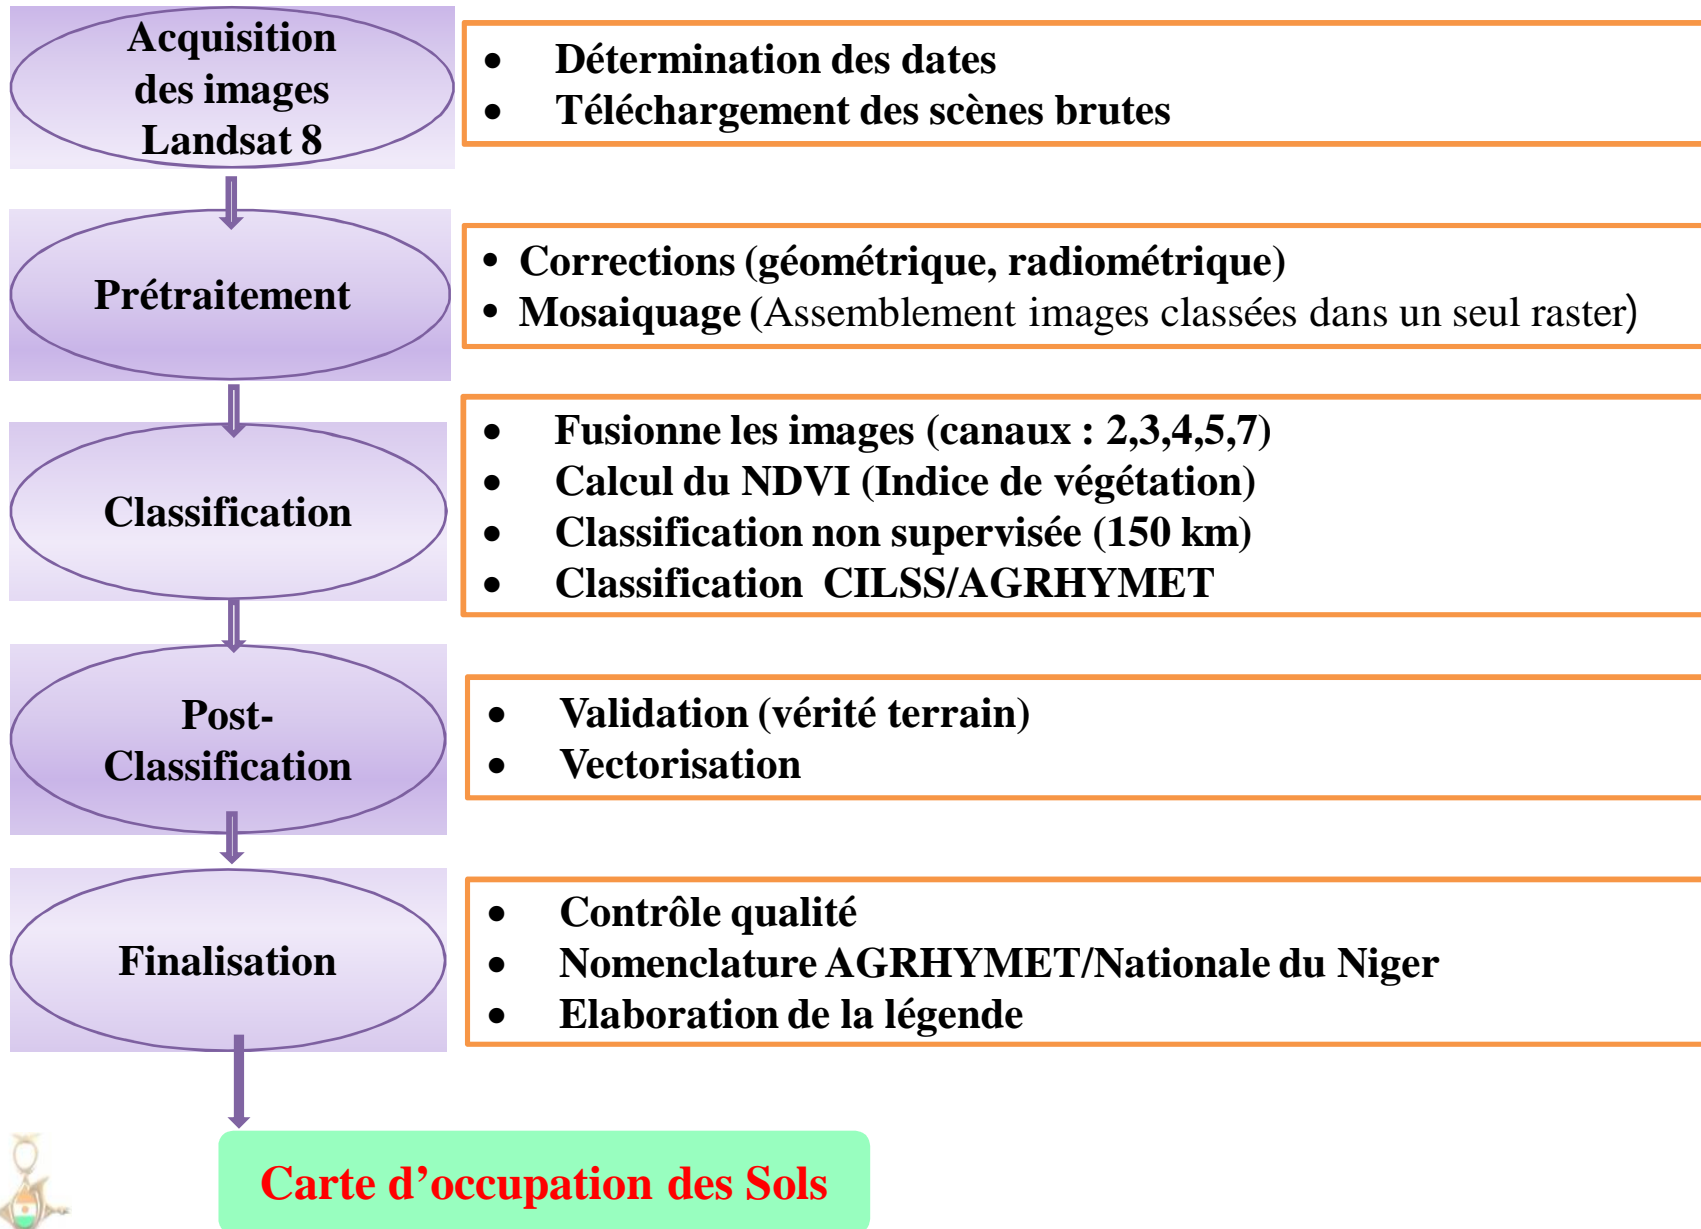 Acquisition
des images
Landsat 8
• Détermination des dates
• Téléchargement des scènes brutes
Prétraitement
• Corrections (géométrique, radiométrique)
• Mosaiquage (Assemblement images classées dans un seul raster)
Classification
• Fusionne les images (canaux : 2,3,4,5,7)
• Calcul du NDVI (Indice de végétation)
• Classification non supervisée (150 km)
• Classification CILSS/AGRHYMET
Post-
Classification
• Validation (vérité terrain)
• Vectorisation
Finalisation
• Contrôle qualité
• Nomenclature AGRHYMET/Nationale du Niger
• Elaboration de la légende
Carte d’occupation des Sols